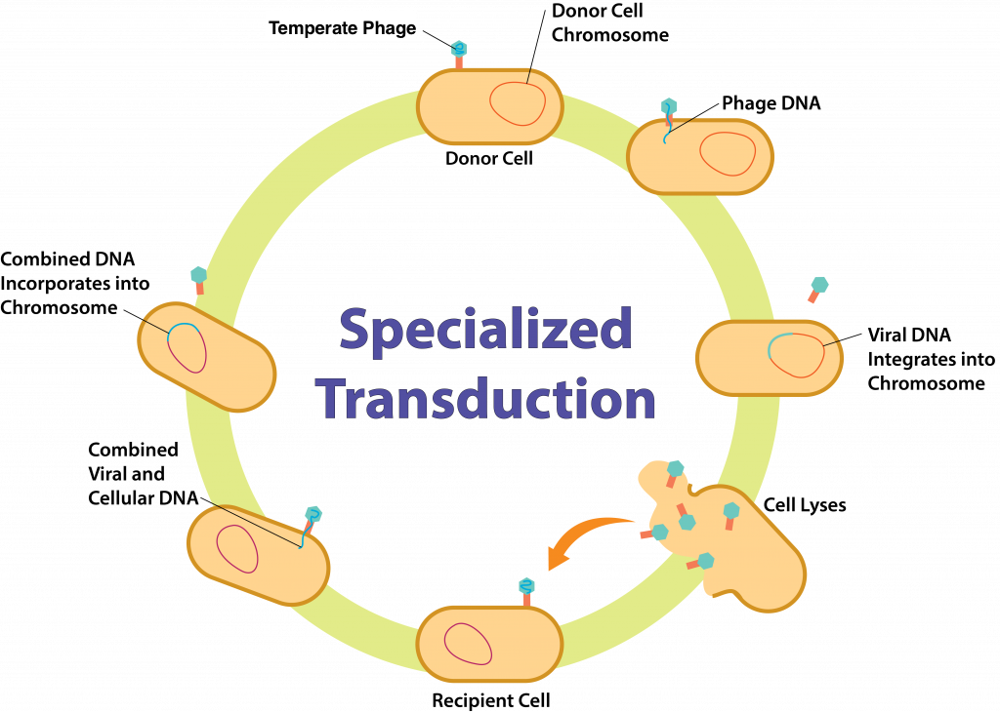 Temperate Phage
Donor Cell
Chromosome
Donor Cell
Phage DNA
Viral DNA
Integrates into
Chromosome
Cell Lyses
Recipient Cell
Combined
Viral and
Cellular DNA
Combined DNA
Incorporates into
Chromosome
Specialized
Transduction